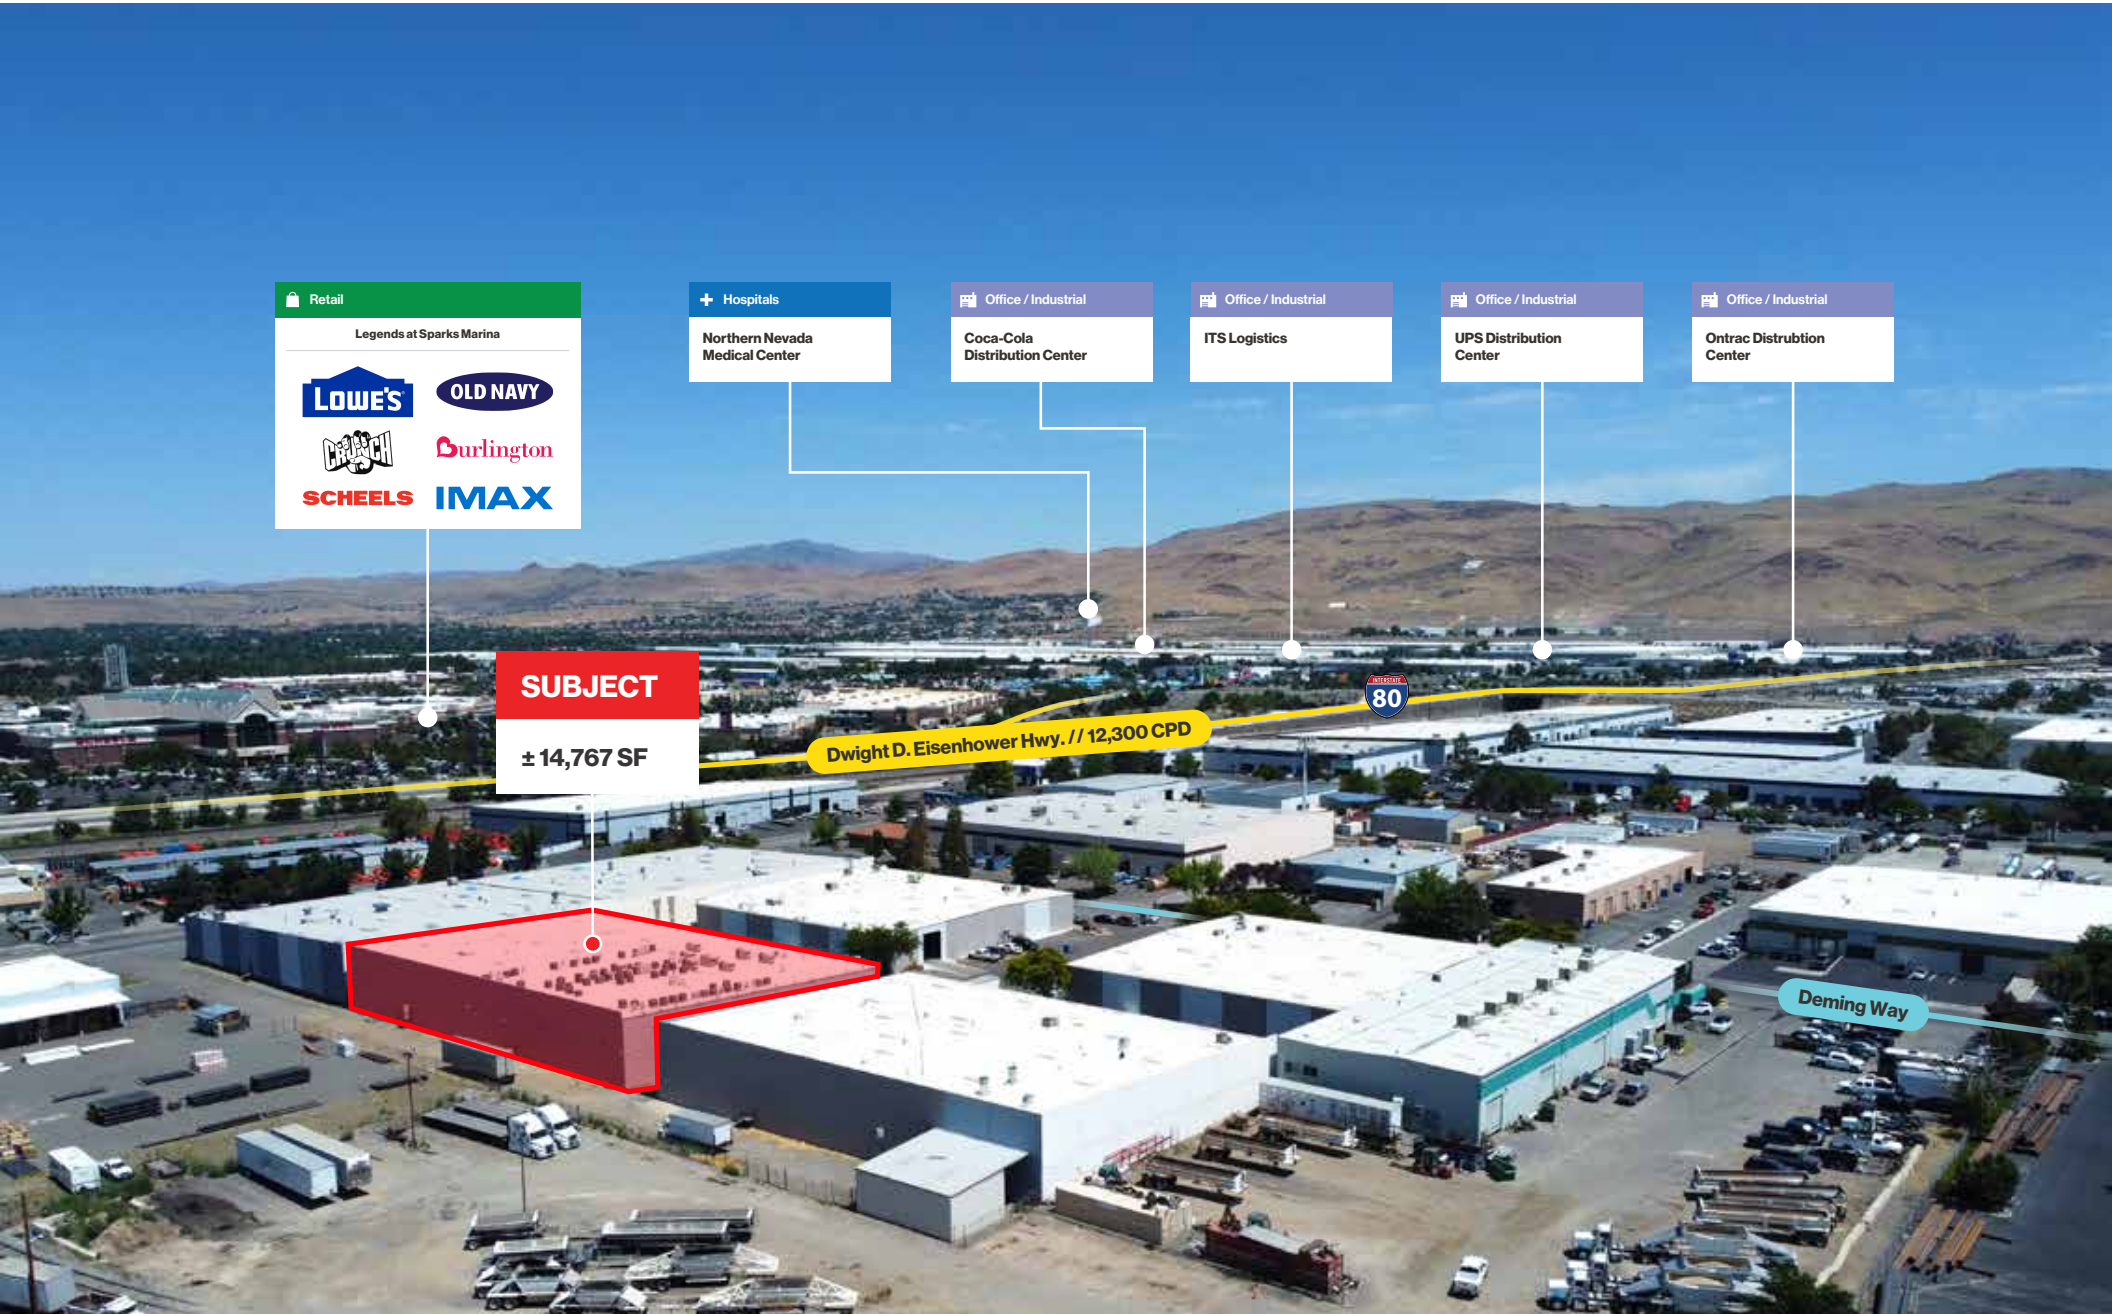 Retail
Legends at Sparks Marina
LOWE'S
OLD NAVY
CRUNCH
Burlington
SCHEELS
IMAX
Hospitals
Northern Nevada
Medical Center
Office / Industrial
Coca-Cola
Distribution Center
Office / Industrial
ITS Logistics
Office / Industrial
UPS Distribution
Center
Office / Industrial
Ontrac Distrubtion
Center
SUBJECT
± 14,767 SF
INTERSTATE
80
Dwight D. Eisenhower Hwy. // 12,300 CPD
Deming Way